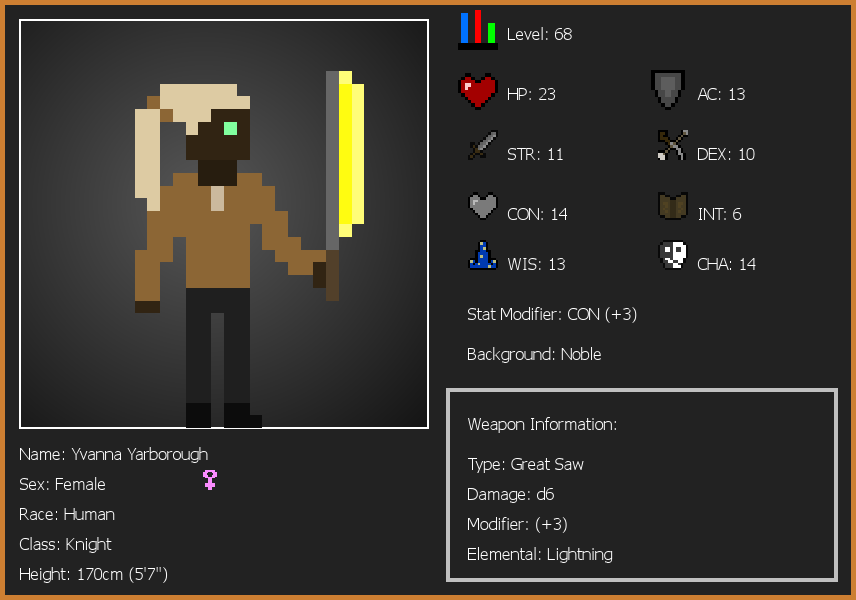 Level: 68
HP: 23
AC: 13
STR: 11
DEX: 10
CON: 14
INT: 6
WIS: 13
CHA: 14
Stat Modifier: CON (+3)
Background: Noble
Weapon Information:
Type: Great Saw
Damage: d6
Modifier: (+3)
Elemental: Lightning
Name: Yvanna Yarborough
Sex: Female
Race: Human
Class: Knight
Height: 170cm (5'7")